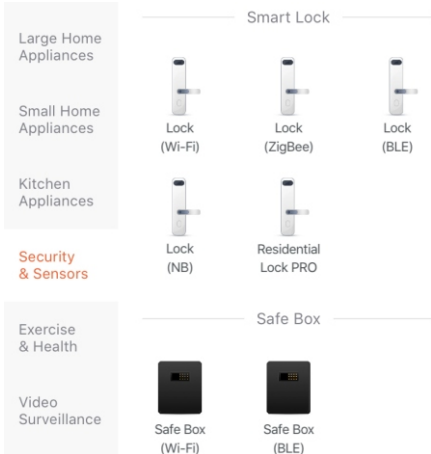 Large Home
Appliances
Small Home
Appliances
Kitchen
Appliances
Security
& Sensors
Exercise
& Health
Video
Surveillance
Smart Lock
Lock
(Wi-Fi)
Lock
(ZigBee)
Lock
(BLE)
Lock
(NB)
Residential
Lock PRO
Safe Box
Safe Box
(Wi-Fi)
Safe Box
(BLE)